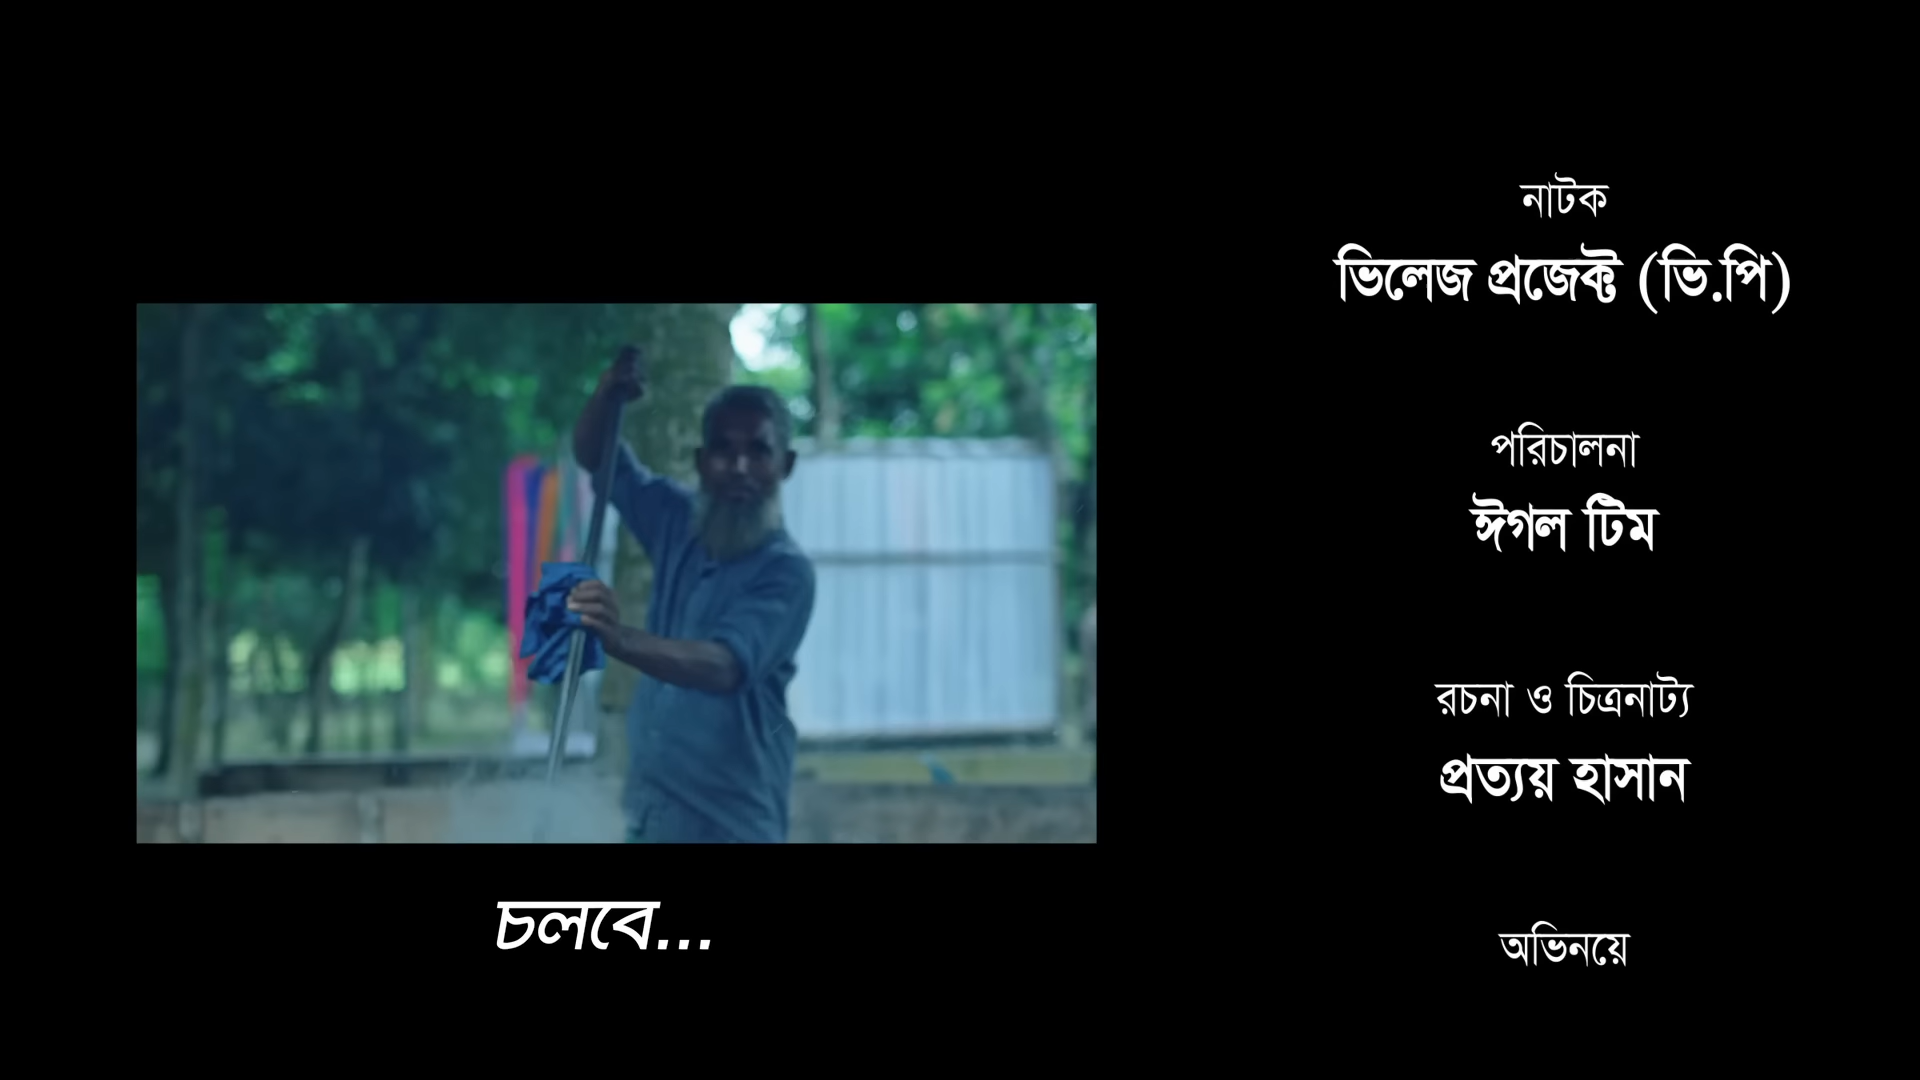 নাটক
ভিলেজ প্রজেক্ট (ভি.পি)
পরিচালনা
ঈগল টিম
রচনা ও চিত্রনাট্য
প্রত্যয় হাসান
অভিনয়ে
চলবে...